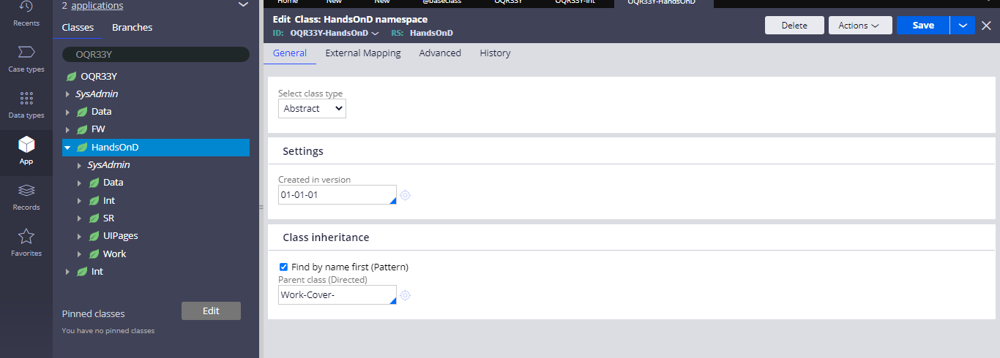 Recents
Case types
Data types
App
Records
Favorites
2 applications
Classes Branches
OQR33Y
OQR33Y
SysAdmin
Data
FW
HandsOnD
SysAdmin
Data
Int
SR
UIPages
Work
Int
Pinned classes Edit
You have no pinned classes
Home New New @baseclass OQR33Y OQR33Y-Int OQR33Y-HandsOnD
Edit Class: HandsOnD namespace
ID: OQR33Y-HandsOnD RS: HandsOnD
Delete Actions Save
General External Mapping Advanced History
Select class type
Abstract
Settings
Created in version
01-01-01
Class inheritance
Find by name first (Pattern)
Parent class (Directed)
Work-Cover-